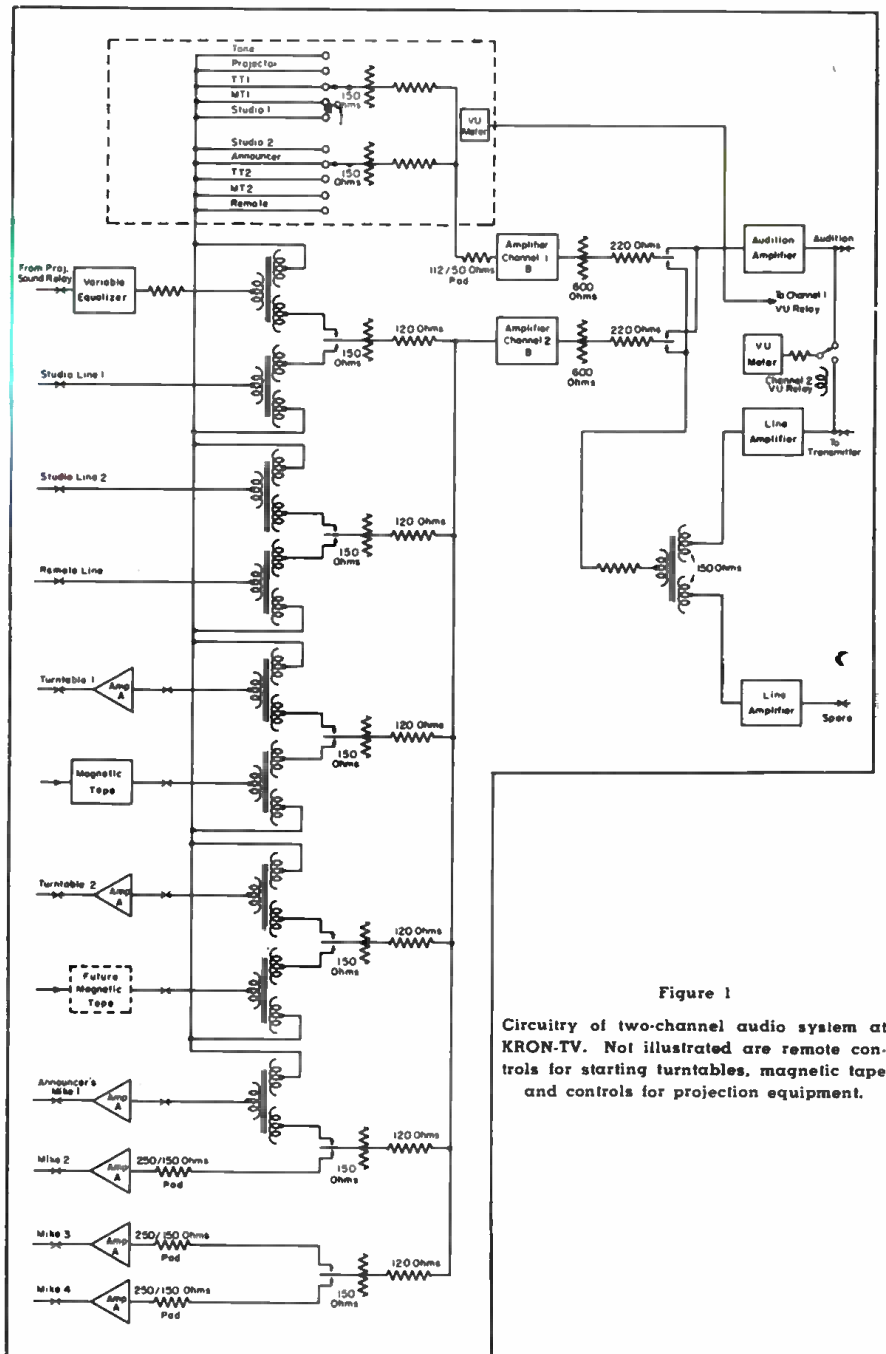 Tone
Projector
TT1
MT1
Studio 1
150
Ohms
VU
Meter
Studio 2
Announcer
TT2
MT2
Remote
150
Ohms
From Proj.
Sound Relay
Variable
Equalizer
112/50 Ohms
Pad
Amplifier
Channel 1
B
600
Ohms
220 Ohms
Audition
Amplifier
Audition
To Channel 1
VU Relay
150
Ohms
120 Ohms
Amplifier
Channel 2
B
600
Ohms
220 Ohms
VU
Meter
Channel 2
VU Relay
Studio Line 1
Line
Amplifier
To
Transmitter
Studio Line 2
150
Ohms
120 Ohms
Remote Line
150 Ohms
Turntable 1
Amp
A
150
Ohms
120 Ohms
Line
Amplifier
Spare
Magnetic
Tape
Turntable 2
Amp
A
150
Ohms
120 Ohms
Future
Magnetic
Tape
Announcer's
Mike 1
Amp
A
Mike 2
Amp
A
250/150 Ohms
Pad
150
Ohms
120 Ohms
Mike 3
Amp
A
250/150 Ohms
Pad
150
Ohms
120 Ohms
Mike 4
Amp
A
250/150 Ohms
Pad
Figure 1
Circuitry of two-channel audio system at
KRON-TV. Not illustrated are remote con-
trols for starting turntables, magnetic tape
and controls for projection equipment.